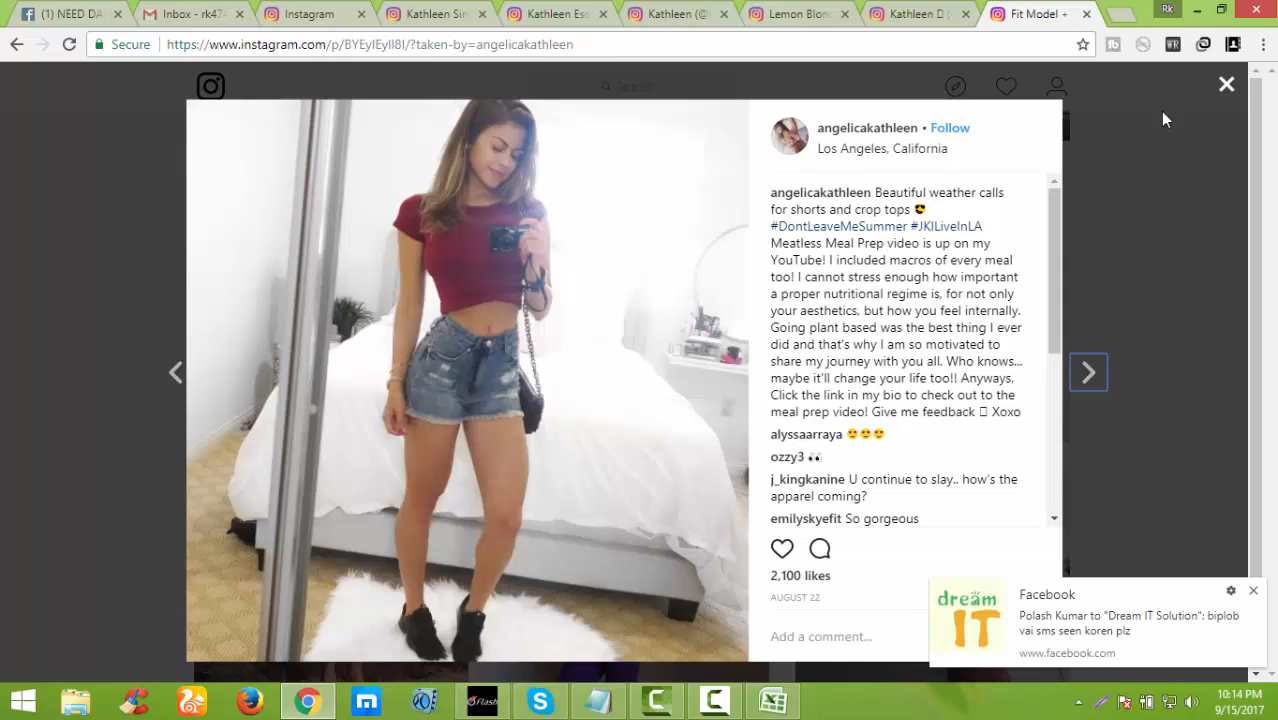 (1) NEED DA
Inbox - rk474
Instagram
Kathleen Sin
Kathleen Eso
Kathleen (@
Lemon Blon
Kathleen
Fit Model +
Rk
Secure https://www.instagram.com/p/BYEyIEyIl8I/?taken-by=angelicakathleen
Search
angelicakathleen • Follow
Los Angeles, California
angelicakathleen Beautiful weather calls
for shorts and crop tops 😎
#DontLeaveMeSummer #JKILiveInLA
Meatless Meal Prep video is up on my
YouTube! I included macros of every meal
too! I cannot stress enough how important
a proper nutritional regime is, for not only
your aesthetics, but how you feel internally.
Going plant based was the best thing I ever
did and that's why I am so motivated to
share my journey with you all. Who knows...
maybe it'll change your life too!! Anyways,
Click the link in my bio to check out to the
meal prep video! Give me feedback Xoxo
alyssaarraya 😍😍😍
ozzy3 👀
j_kingkanine U continue to slay.. how's the
apparel coming?
emilyskyefit So gorgeous
2,100 likes
AUGUST 22
Add a comment...
dream
IT
Facebook
Polash Kumar to "Dream IT Solution": biplob
vai sms seen koren plz
www.facebook.com
Flash
10:14 PM
9/15/2017